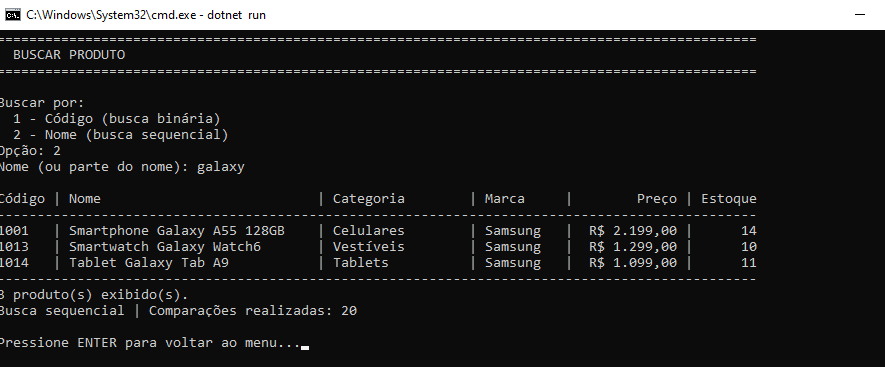 C:\Windows\System32\cmd.exe - dotnet run
===============================================================================================
BUSCAR PRODUTO
===============================================================================================
Buscar por:
1 - Código (busca binária)
2 - Nome (busca sequencial)
Opção: 2
Nome (ou parte do nome): galaxy
Código | Nome | Categoria | Marca | Preço | Estoque
-----------------------------------------------------------------------------------------------
1001 | Smartphone Galaxy A55 128GB | Celulares | Samsung | R$ 2.199,00 | 14
1013 | Smartwatch Galaxy Watch6 | Vestíveis | Samsung | R$ 1.299,00 | 10
1014 | Tablet Galaxy Tab A9 | Tablets | Samsung | R$ 1.099,00 | 11
-----------------------------------------------------------------------------------------------
3 produto(s) exibido(s).
Busca sequencial | Comparações realizadas: 20
Pressione ENTER para voltar ao menu...